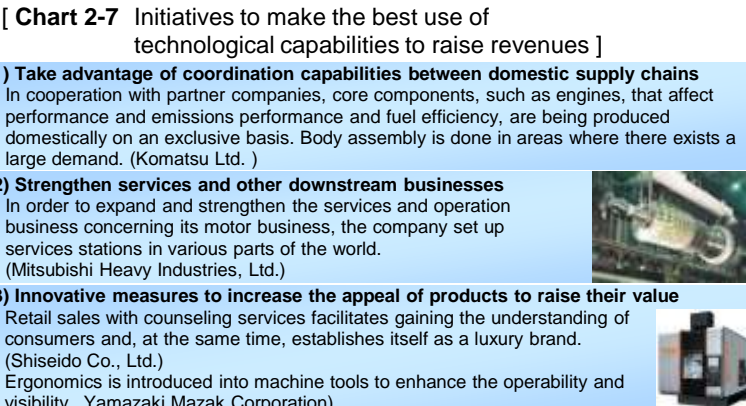 [ Chart 2-7 Initiatives to make the best use of
technological capabilities to raise revenues ]
) Take advantage of coordination capabilities between domestic supply chains
In cooperation with partner companies, core components, such as engines, that affect
performance and emissions performance and fuel efficiency, are being produced
domestically on an exclusive basis. Body assembly is done in areas where there exists a
large demand. (Komatsu Ltd. )
2) Strengthen services and other downstream businesses
In order to expand and strengthen the services and operation
business concerning its motor business, the company set up
services stations in various parts of the world.
(Mitsubishi Heavy Industries, Ltd.)
3) Innovative measures to increase the appeal of products to raise their value
Retail sales with counseling services facilitates gaining the understanding of
consumers and, at the same time, establishes itself as a luxury brand.
(Shiseido Co., Ltd.)
Ergonomics is introduced into machine tools to enhance the operability and
visibility. Yamazaki Mazak Corporation)